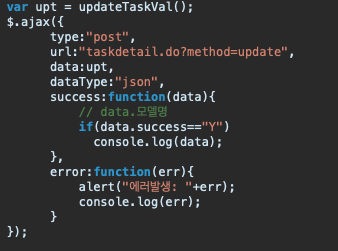 var upt = updateTaskVal();
$.ajax({
type:"post",
url:"taskdetail.do?method=update",
data:upt,
dataType:"json",
success:function(data){
// data.모델명
if(data.success=="Y")
console.log(data);
},
error:function(err){
alert("에러발생: "+err);
console.log(err);
}
});